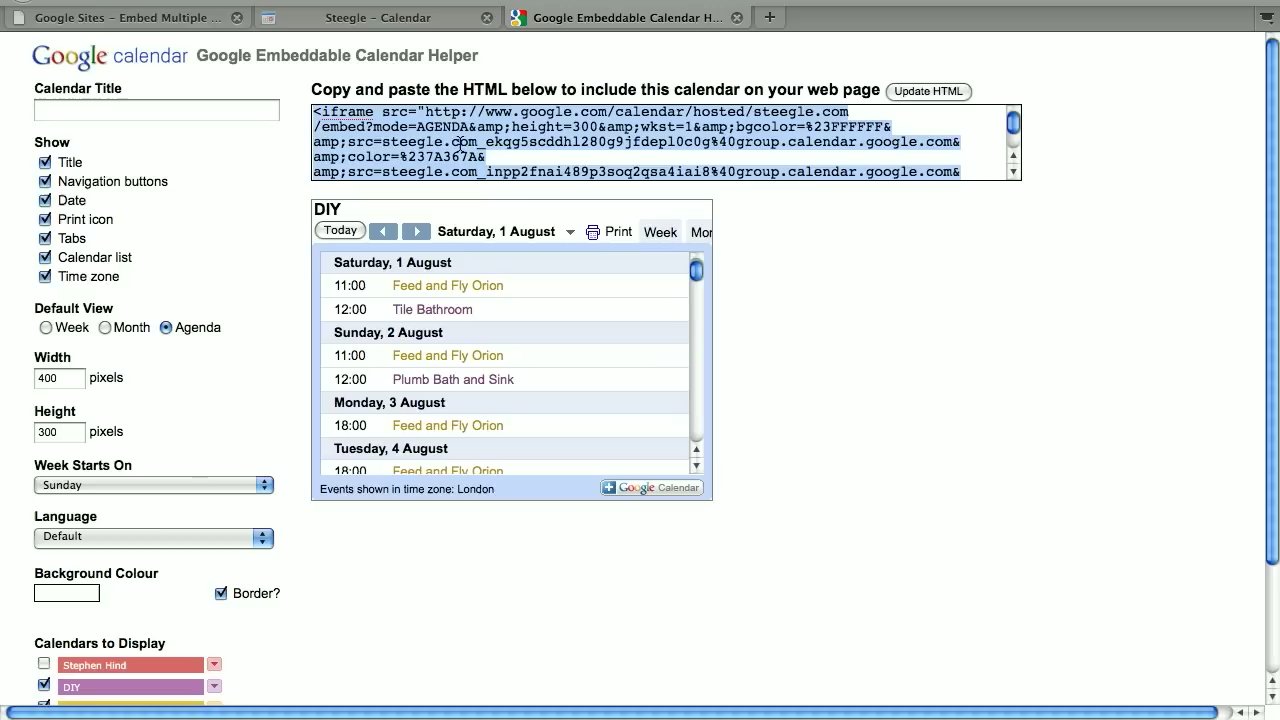 Google Sites - Embed Multiple ...
Steegle - Calendar
Google Embeddable Calendar H...
Google calendar Google Embeddable Calendar Helper
Calendar Title
Show
Title
Navigation buttons
Date
Print icon
Tabs
Calendar list
Time zone
Default View
Week Month Agenda
Width
400 pixels
Height
300 pixels
Week Starts On
Sunday
Language
Default
Background Colour
Border?
Calendars to Display
Stephen Hind
DIY
Copy and paste the HTML below to include this calendar on your web page Update HTML
<iframe src="http://www.google.com/calendar/hosted/steegle.com
/embed?mode=AGENDA&amp;height=300&amp;wkst=1&amp;bgcolor=%23FFFFFF&
amp;src=steegle.com_ekqg5scddhl280g9jfdepl0c0g%40group.calendar.google.com&
amp;color=%237A367A&
amp;src=steegle.com_inpp2fnai489p3soq2qsa4iai8%40group.calendar.google.com&
DIY
Today Saturday, 1 August Print Week Mor
Saturday, 1 August
11:00 Feed and Fly Orion
12:00 Tile Bathroom
Sunday, 2 August
11:00 Feed and Fly Orion
12:00 Plumb Bath and Sink
Monday, 3 August
18:00 Feed and Fly Orion
Tuesday, 4 August
18:00 Feed and Fly Orion
Events shown in time zone: London
Google Calendar